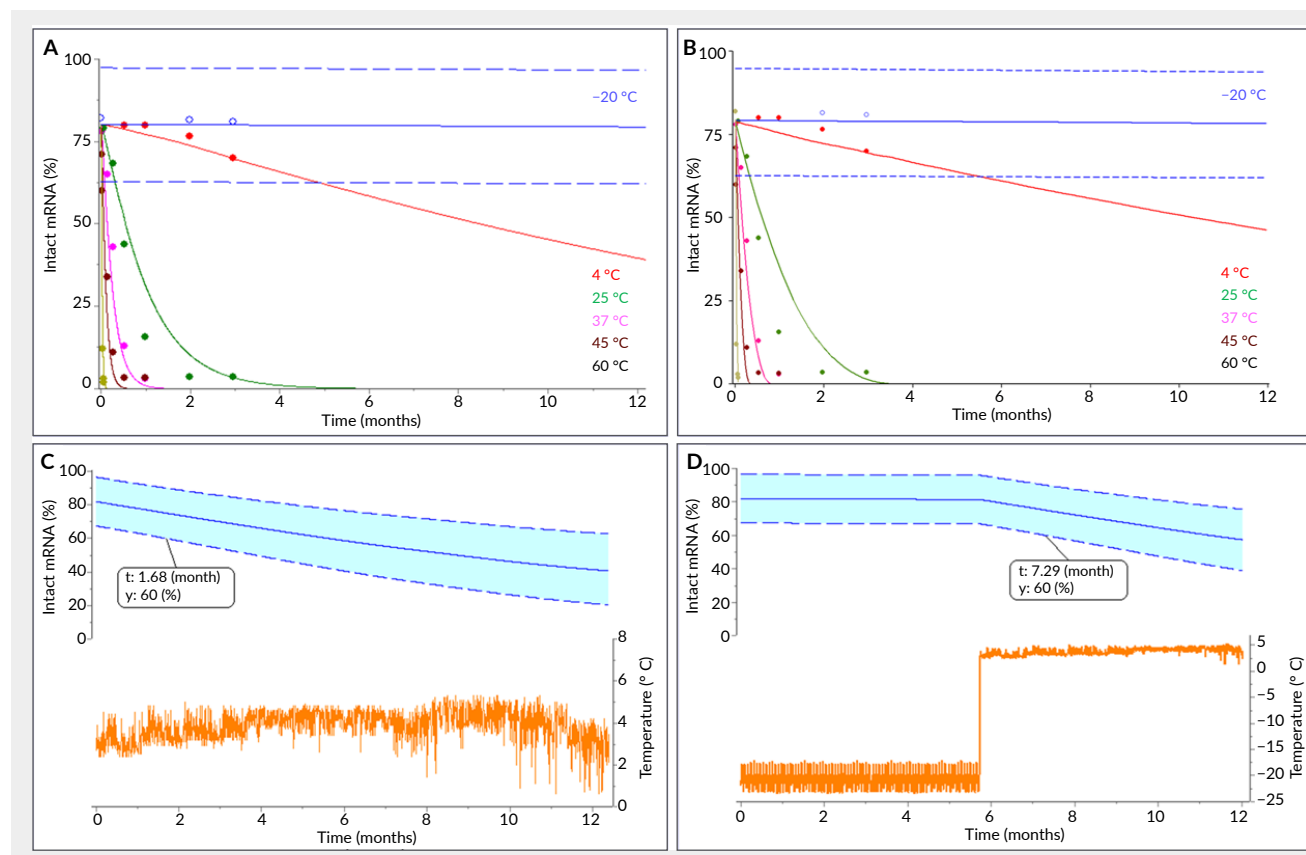 A
100
75
50
25
0
Intact mRNA (%)
−20 °C
4 °C
25 °C
37 °C
45 °C
60 °C
0 2 4 6 8 10 12
Time (months)
B
100
75
50
25
0
Intact mRNA (%)
−20 °C
4 °C
25 °C
37 °C
45 °C
60 °C
0 2 4 6 8 10 12
Time (months)
C
100
80
60
40
20
0
Intact mRNA (%)
t: 1.68 (month)
y: 60 (%)
8
6
4
2
0
Temperature (° C)
0 2 4 6 8 10 12
Time (months)
D
100
80
60
40
20
0
Intact mRNA (%)
t: 7.29 (month)
y: 60 (%)
5
0
−5
−10
−15
−20
−25
Temperature (° C)
0 2 4 6 8 10 12
Time (months)